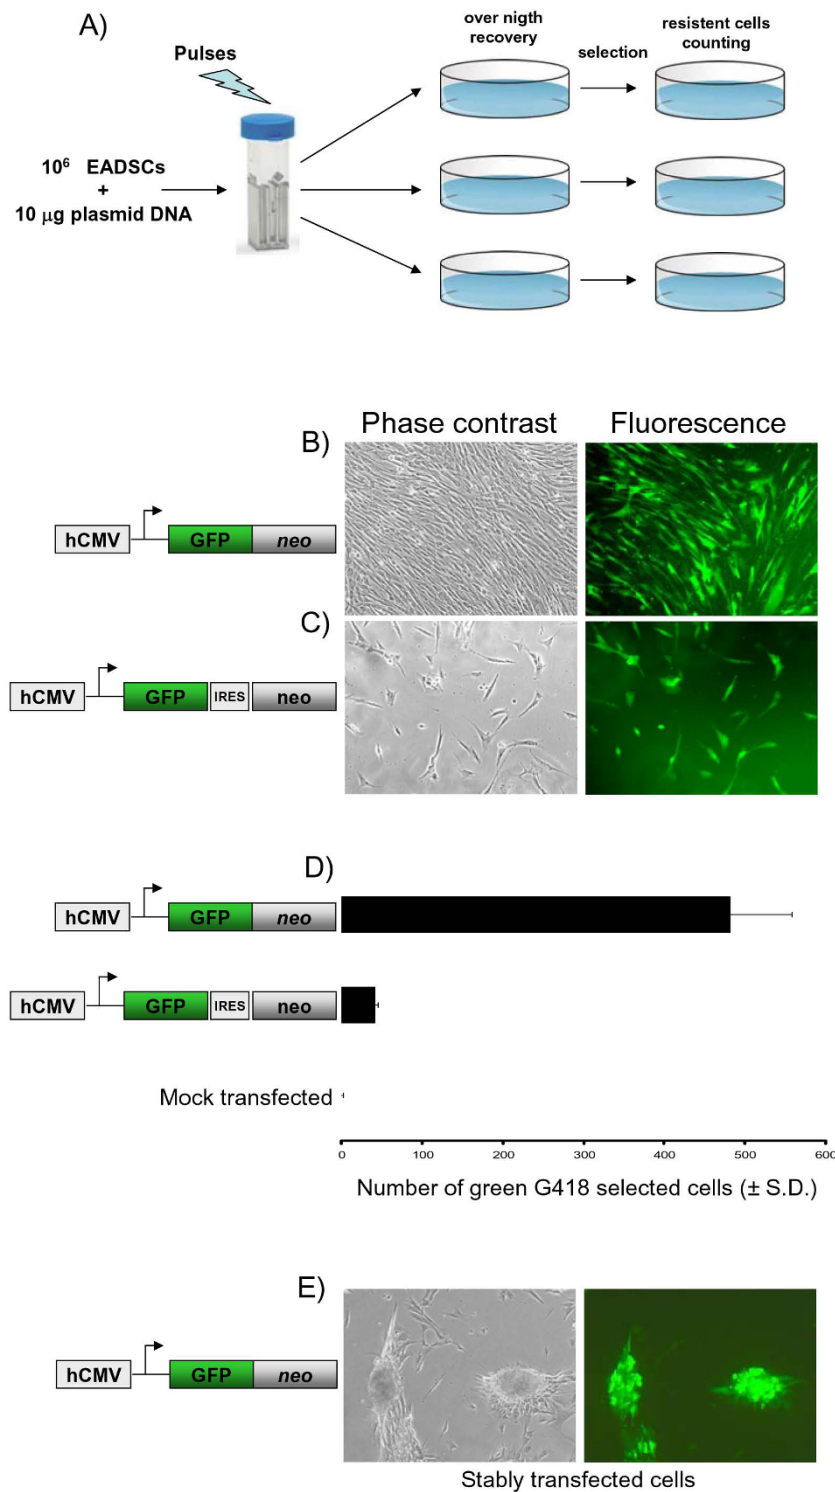 A)
Pulses
10⁶ EADSCs
+
10 μg plasmid DNA
over nigth
recovery
selection
resistent cells
counting
Phase contrast
Fluorescence
B)
hCMV GFP neo
C)
hCMV GFP IRES neo
D)
hCMV GFP neo
hCMV GFP IRES neo
Mock transfected
0 100 200 300 400 500 600
Number of green G418 selected cells (± S.D.)
E)
hCMV GFP neo
Stably transfected cells